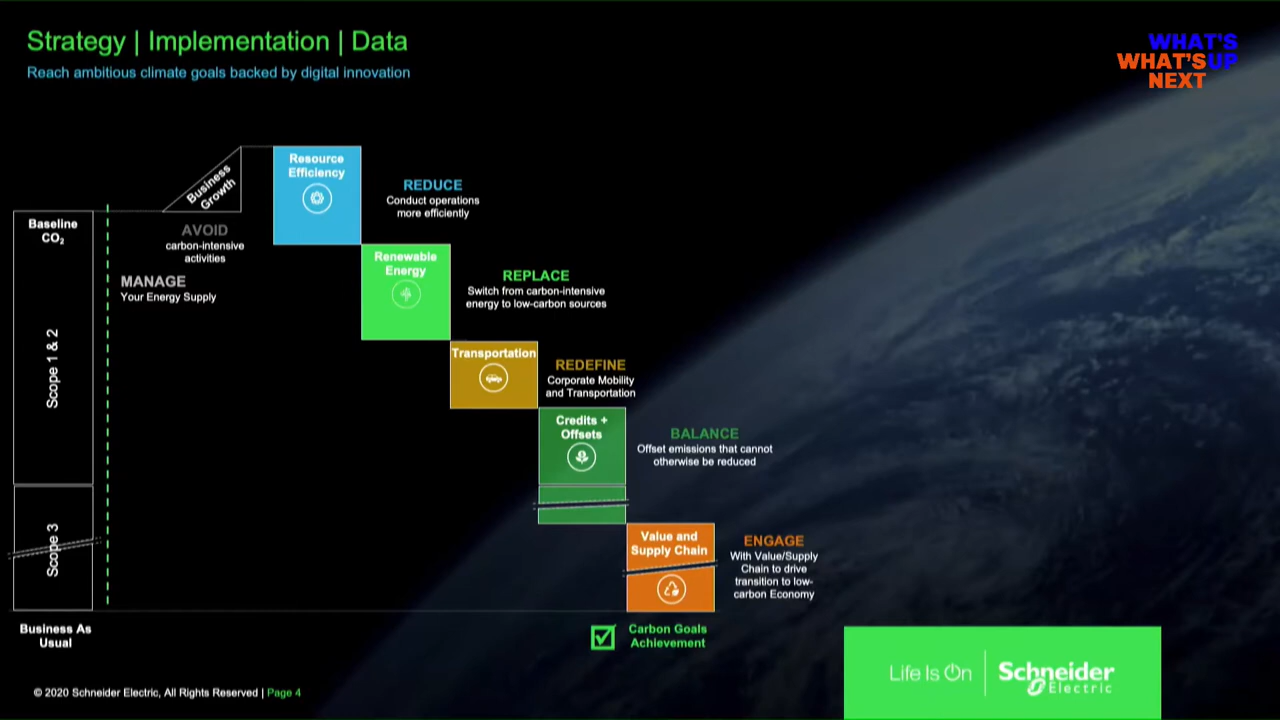 Strategy | Implementation | Data
Reach ambitious climate goals backed by digital innovation
WHAT'S
WHAT'S UP
NEXT
Business
Growth
Resource
Efficiency
REDUCE
Conduct operations
more efficiently
Baseline
CO₂
AVOID
carbon-intensive
activities
MANAGE
Your Energy Supply
Renewable
Energy
REPLACE
Switch from carbon-intensive
energy to low-carbon sources
Scope 1 & 2
Transportation
REDEFINE
Corporate Mobility
and Transportation
Credits +
Offsets
BALANCE
Offset emissions that cannot
otherwise be reduced
Scope 3
Value and
Supply Chain
ENGAGE
With Value/Supply
Chain to drive
transition to low-
carbon Economy
Business As
Usual
Carbon Goals
Achievement
Life Is On
Schneider
Electric
© 2020 Schneider Electric, All Rights Reserved | Page 4